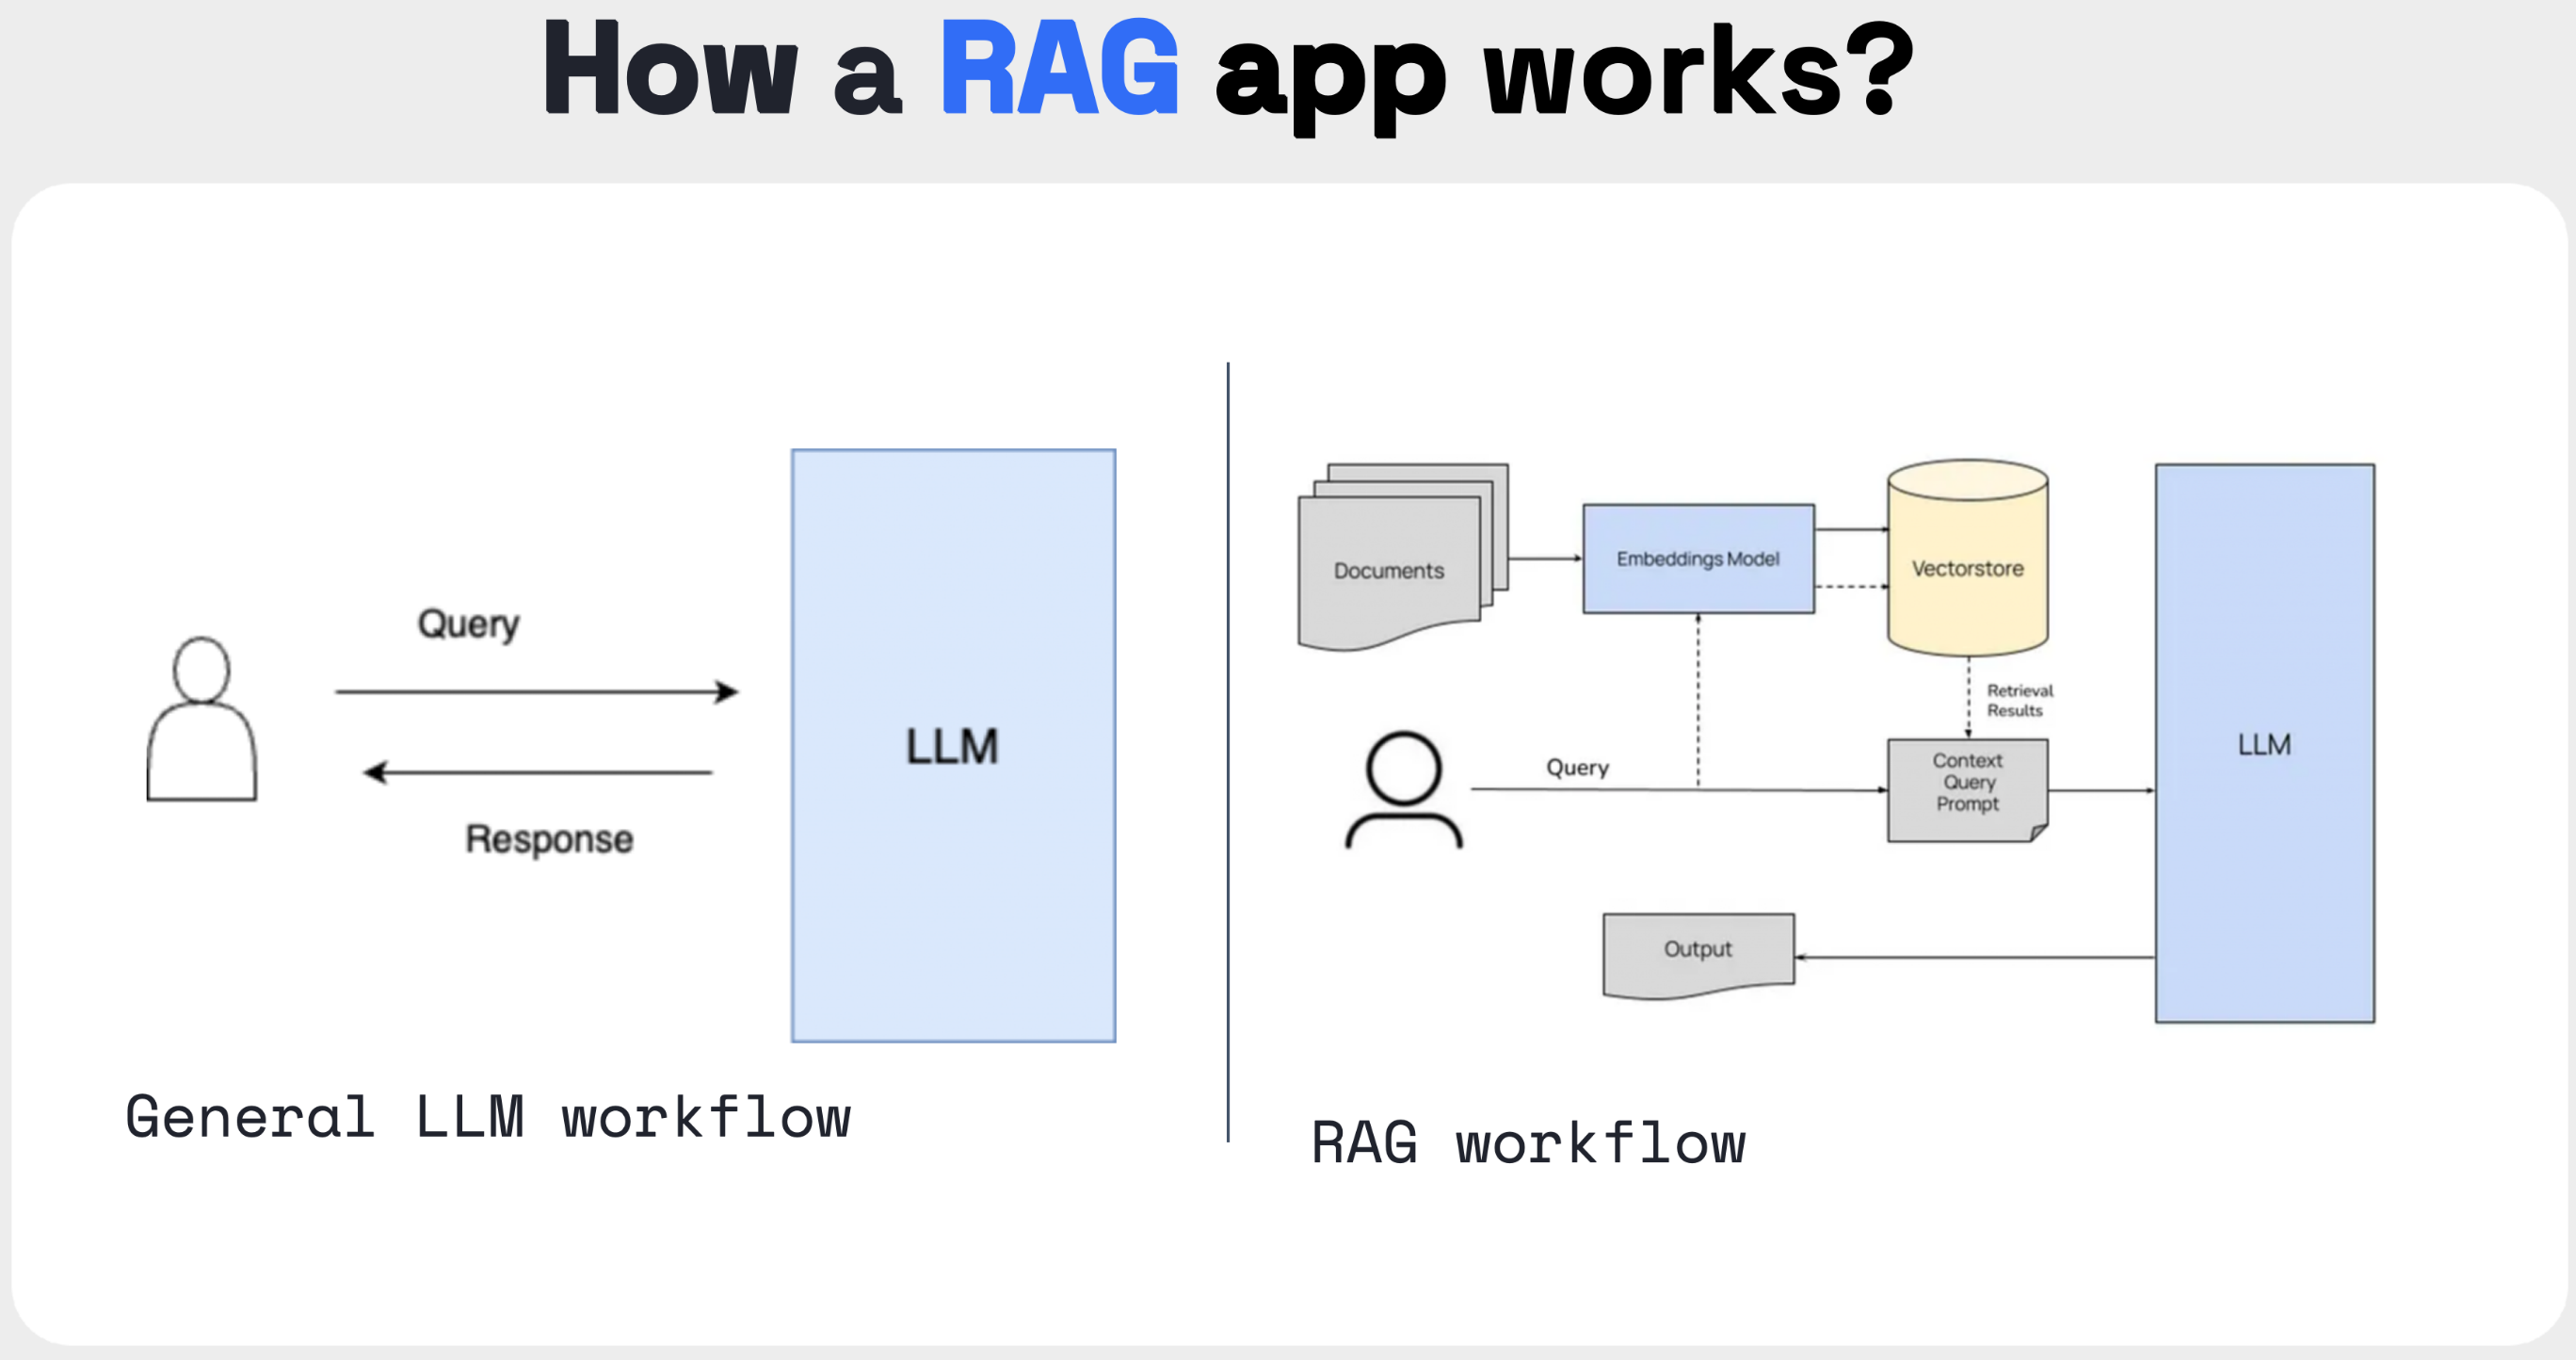 How a RAG app works?
Query
Response
LLM
General LLM workflow
Documents
Embeddings Model
Vectorstore
Retrieval
Results
Query
Context
Query
Prompt
LLM
Output
RAG workflow